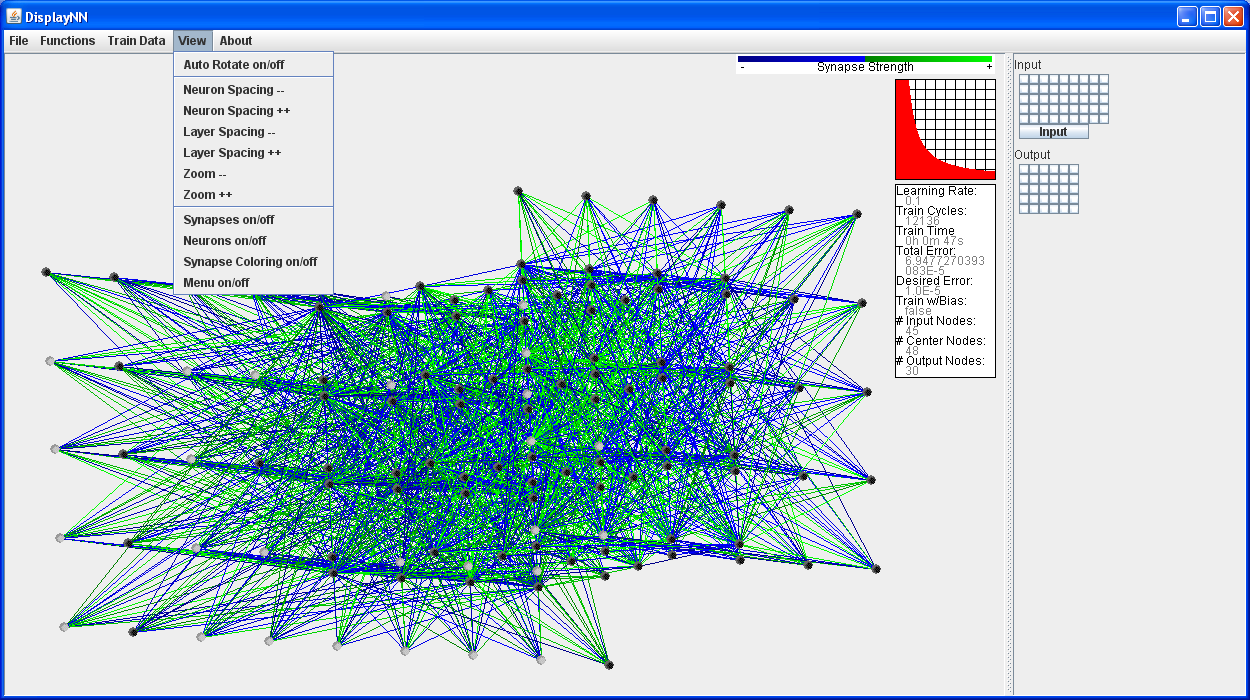 DisplayNN
File Functions Train Data View About
Auto Rotate on/off
Neuron Spacing --
Neuron Spacing ++
Layer Spacing --
Layer Spacing ++
Zoom --
Zoom ++
Synapses on/off
Neurons on/off
Synapse Coloring on/off
Menu on/off
- Synapse Strength +
Learning Rate:
0.1
Train Cycles:
12136
Train Time
0h 0m 47s
Total Error:
6.9477270393
083E-5
Desired Error:
1.0E-5
Train w/Bias:
false
# Input Nodes:
45
# Center Nodes:
48
# Output Nodes:
30
Input
Input
Output